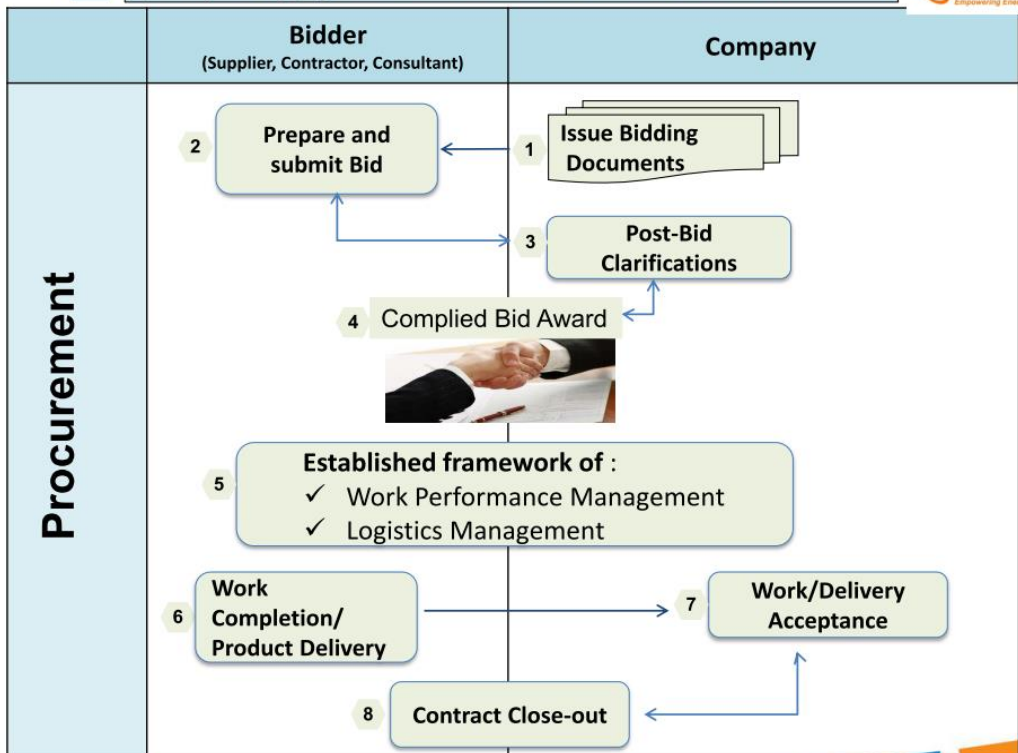 Empowering Ener
Bidder
(Supplier, Contractor, Consultant)
Company
Procurement
2
Prepare and
submit Bid
1
Issue Bidding
Documents
3
Post-Bid
Clarifications
4
Complied Bid Award
5
Established framework of :
✓ Work Performance Management
✓ Logistics Management
6
Work
Completion/
Product Delivery
7
Work/Delivery
Acceptance
8
Contract Close-out